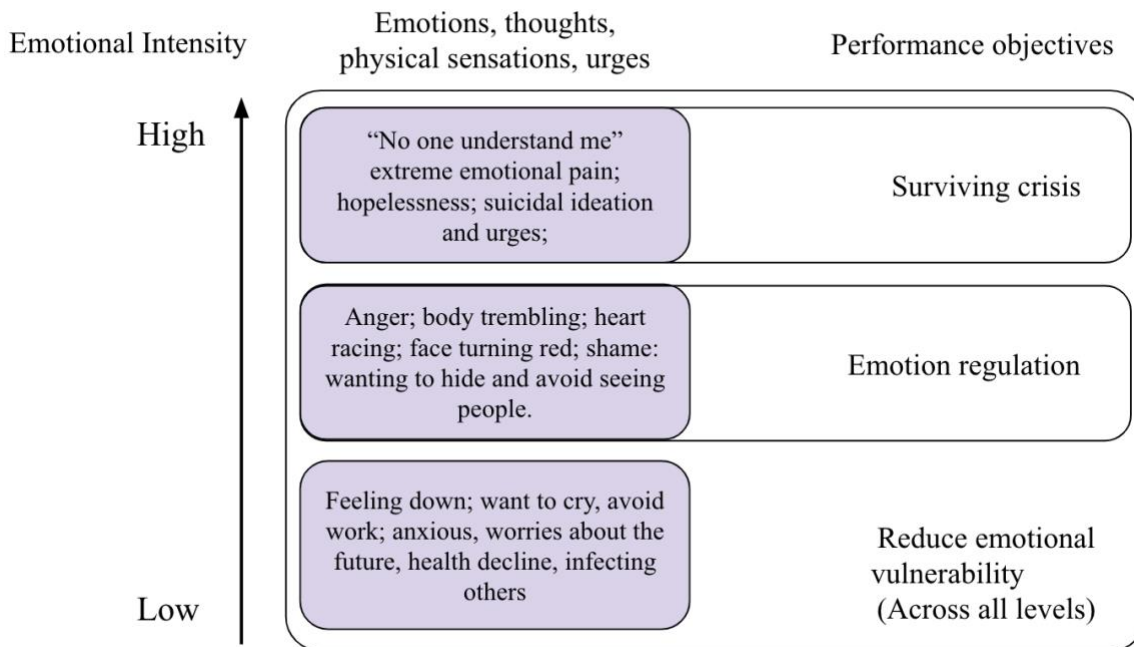 Emotional Intensity
Emotions, thoughts,
physical sensations, urges
Performance objectives
High
“No one understand me”
extreme emotional pain;
hopelessness; suicidal ideation
and urges;
Surviving crisis
Anger; body trembling; heart
racing; face turning red; shame:
wanting to hide and avoid seeing
people.
Emotion regulation
Feeling down; want to cry, avoid
work; anxious, worries about the
future, health decline, infecting
others
Reduce emotional
vulnerability
(Across all levels)
Low